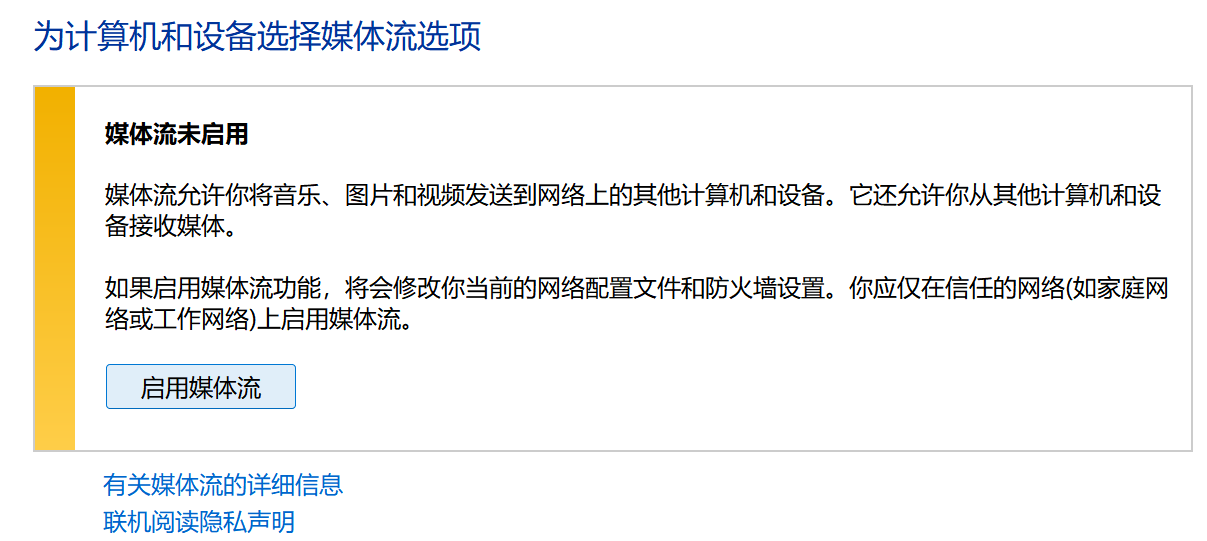 为计算机和设备选择媒体流选项
媒体流未启用
媒体流允许你将音乐、图片和视频发送到网络上的其他计算机和设备。它还允许你从其他计算机和设
备接收媒体。
如果启用媒体流功能，将会修改你当前的网络配置文件和防火墙设置。你应仅在信任的网络(如家庭网
络或工作网络)上启用媒体流。
启用媒体流
有关媒体流的详细信息
联机阅读隐私声明